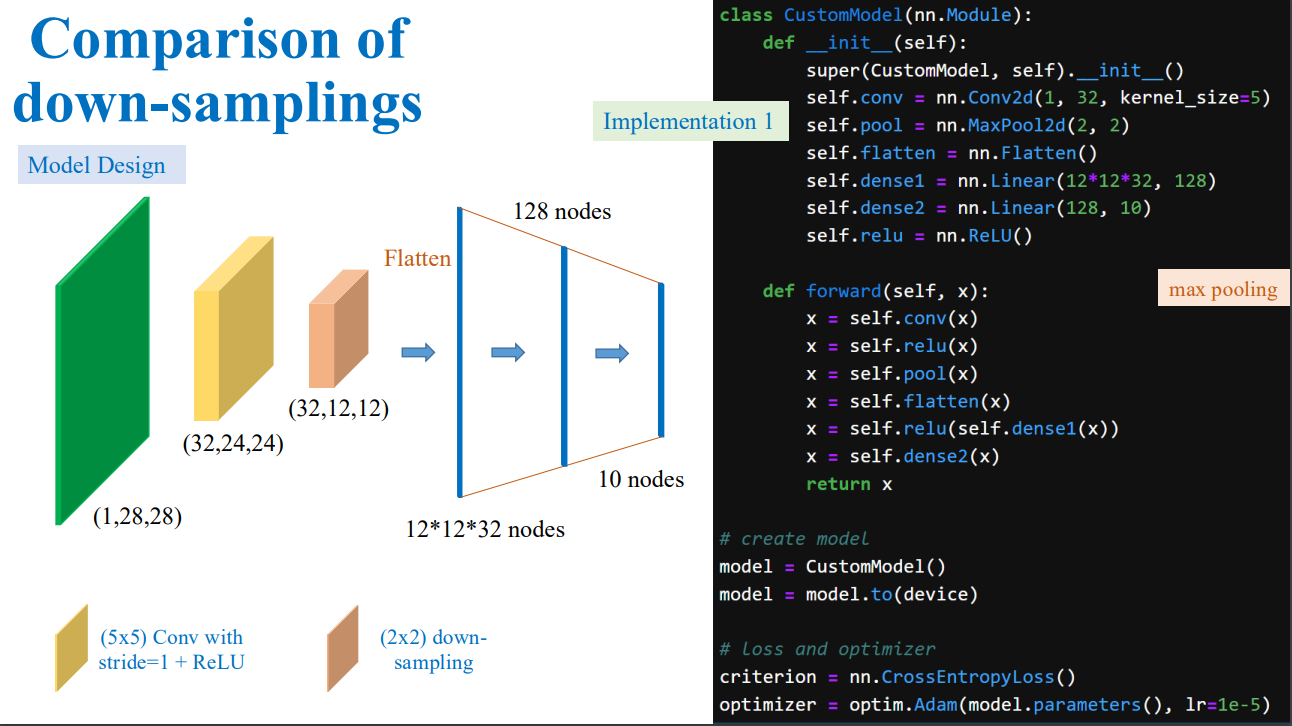 Comparison of
down-samplings
Model Design
128 nodes
Flatten
(32,12,12)
(32,24,24)
(1,28,28)
10 nodes
12*12*32 nodes
(5x5) Conv with
stride=1 + ReLU
(2x2) down-
sampling
Implementation 1
class CustomModel(nn.Module):
    def __init__(self):
        super(CustomModel, self).__init__()
        self.conv = nn.Conv2d(1, 32, kernel_size=5)
        self.pool = nn.MaxPool2d(2, 2)
        self.flatten = nn.Flatten()
        self.dense1 = nn.Linear(12*12*32, 128)
        self.dense2 = nn.Linear(128, 10)
        self.relu = nn.ReLU()
    def forward(self, x):
        x = self.conv(x)
        x = self.relu(x)
        x = self.pool(x)
        x = self.flatten(x)
        x = self.relu(self.dense1(x))
        x = self.dense2(x)
        return x
max pooling
# create model
model = CustomModel()
model = model.to(device)
# loss and optimizer
criterion = nn.CrossEntropyLoss()
optimizer = optim.Adam(model.parameters(), lr=1e-5)